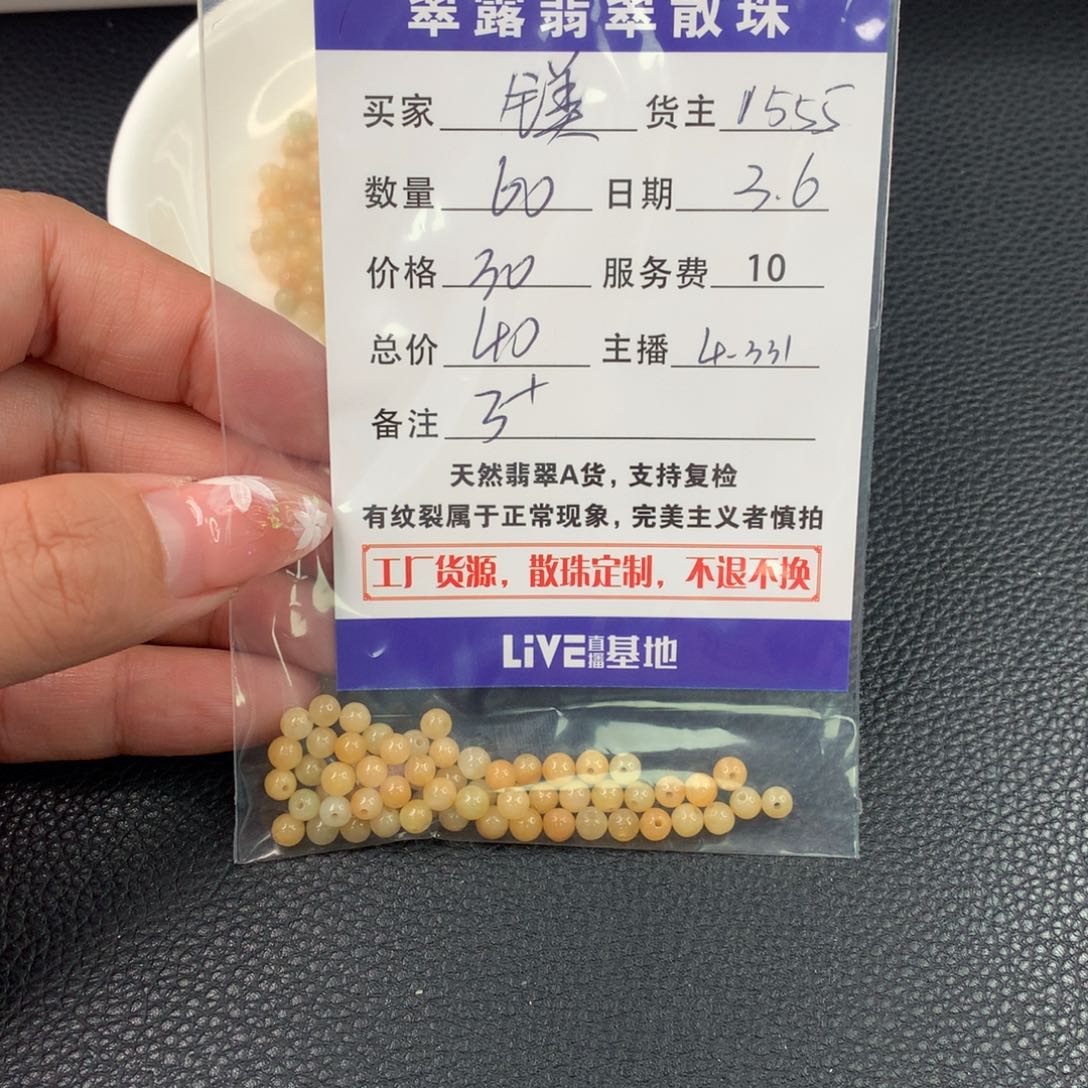 翠露翡翠散珠
买家 货主 1555
数量 60 日期 3.6
价格 30 服务费 10
总价 40 主播 4-331
备注 3+
天然翡翠A货，支持复检
有纹裂属于正常现象，完美主义者慎拍
工厂货源，散珠定制，不退不换
LiVE直播基地